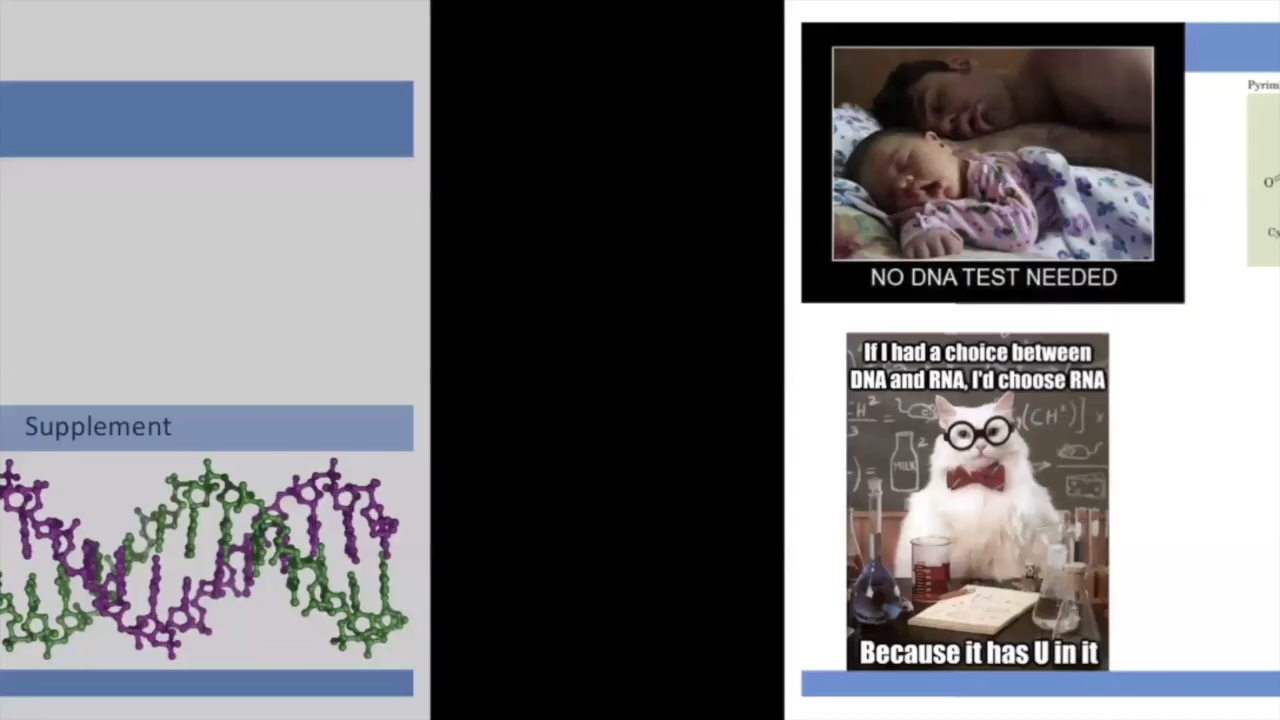 Supplement
NO DNA TEST NEEDED
If I had a choice between
DNA and RNA, I'd choose RNA
MILK
Because it has U in it